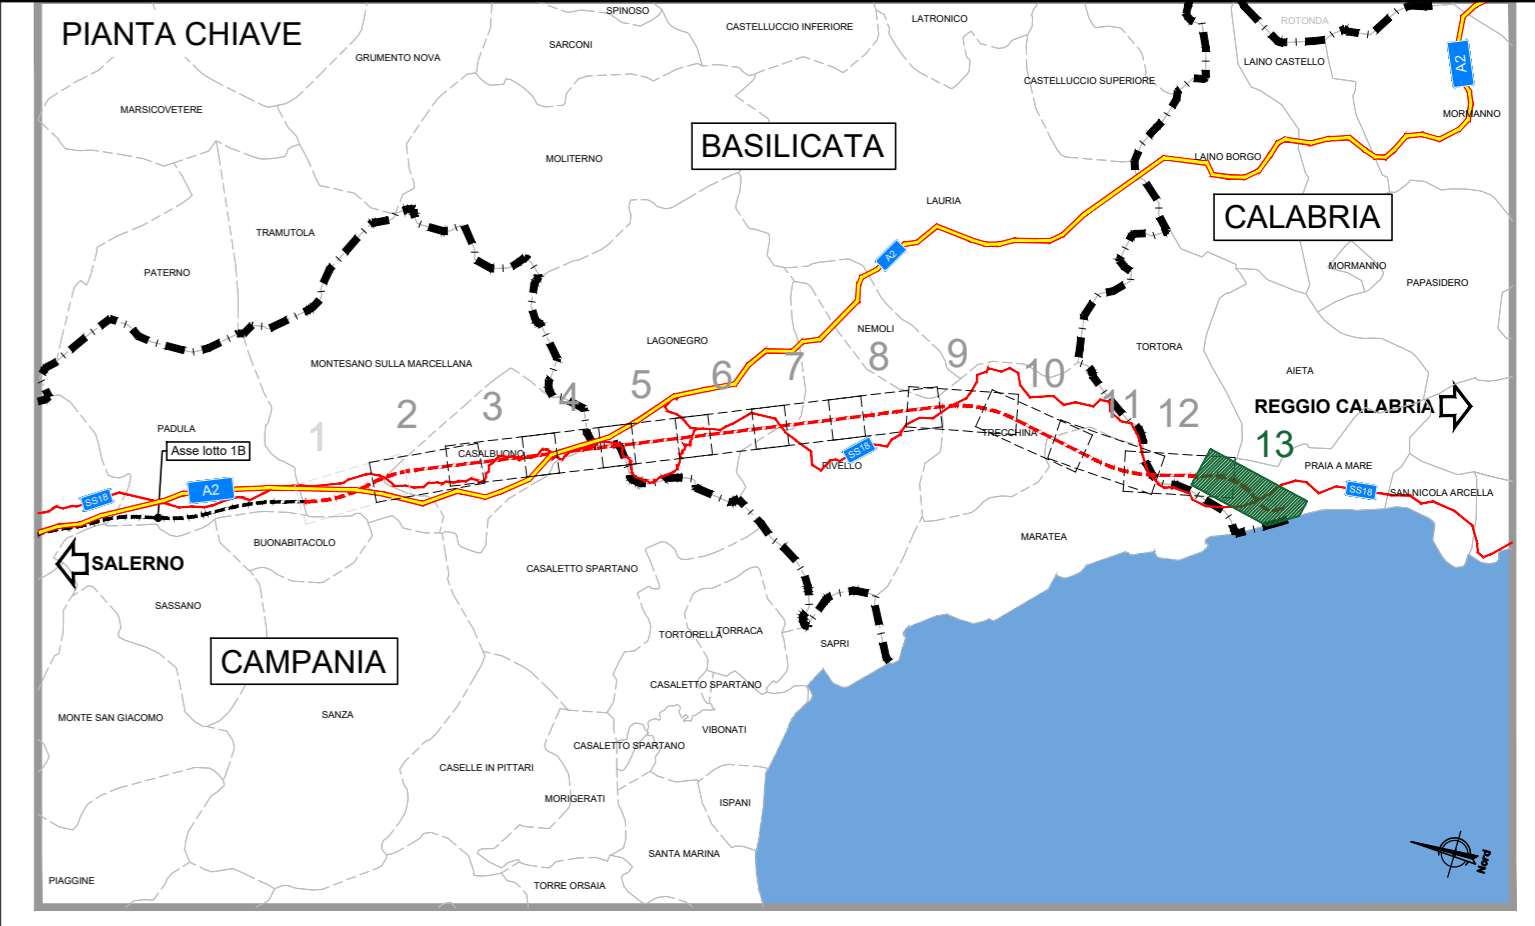 PIANTA CHIAVE
SPINOSO
CASTELLUCCIO INFERIORE
LATRONICO
ROTONDA
SARCONI
GRUMENTO NOVA
LAINO CASTELLO
A2
CASTELLUCCIO SUPERIORE
MARSICOVETERE
MORMANNO
BASILICATA
MOLITERNO
LAINO BORGO
LAURIA
CALABRIA
TRAMUTOLA
A2
PATERNO
MORMANNO
PAPASIDERO
NEMOLI
LAGONEGRO
TORTORA
MONTESANO SULLA MARCELLANA
AIETA
1
2
3
4
5
6
7
8
9
10
11
12
13
REGGIO CALABRIA
PADULA
Asse lotto 1B
CASALBUONO
TRECCHINA
SS18
RIVELLO
PRAIA A MARE
SS18
A2
SS18
SAN NICOLA ARCELLA
BUONABITACOLO
MARATEA
SALERNO
CASALETTO SPARTANO
SASSANO
TORTORELLA
TORRACA
SAPRI
CAMPANIA
CASALETTO SPARTANO
MONTE SAN GIACOMO
SANZA
VIBONATI
CASALETTO SPARTANO
CASELLE IN PITTARI
MORIGERATI
ISPANI
SANTA MARINA
Nord
PIAGGINE
TORRE ORSAIA